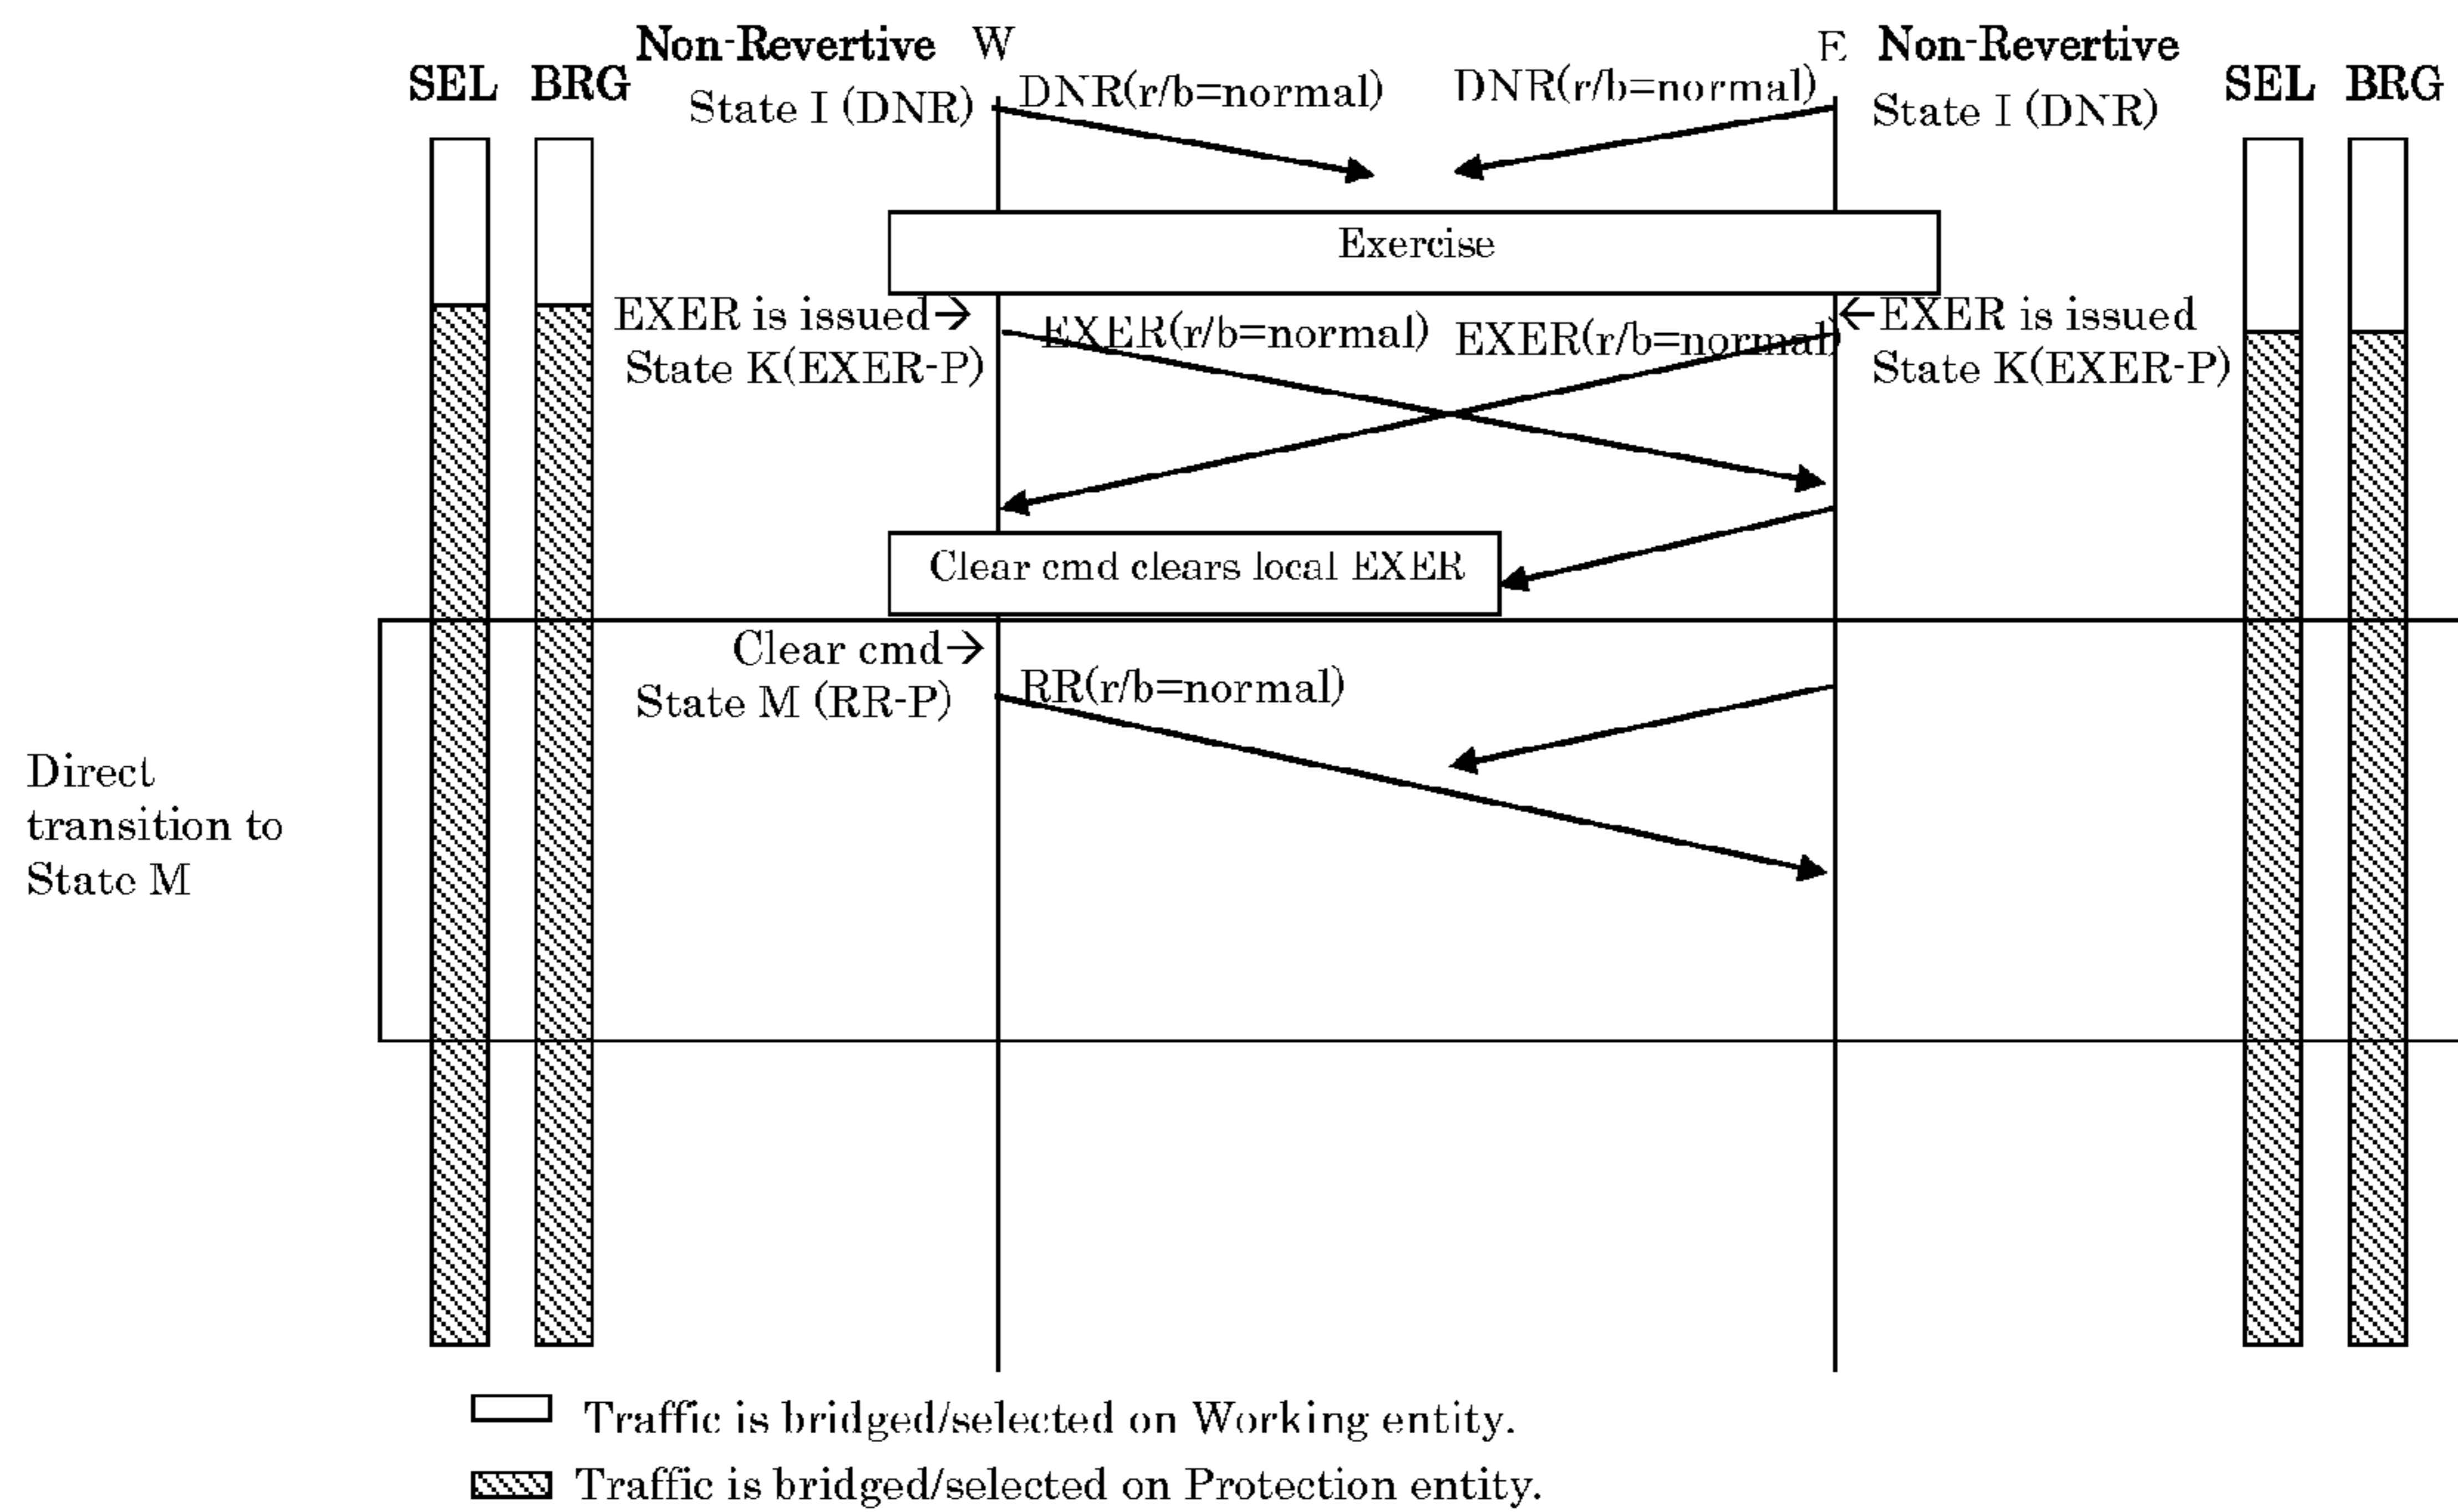 Non-Revertive W
E Non-Revertive
SEL BRG
SEL BRG
State I (DNR)
DNR(r/b=normal)
DNR(r/b=normal)
State I (DNR)
Exercise
EXER is issued→
EXER(r/b=normal)
EXER(r/b=normal)
←EXER is issued
State K(EXER-P)
State K(EXER-P)
Clear cmd clears local EXER
Clear cmd→
State M (RR-P)
RR(r/b=normal)
Direct
transition to
State M
Traffic is bridged/selected on Working entity.
Traffic is bridged/selected on Protection entity.